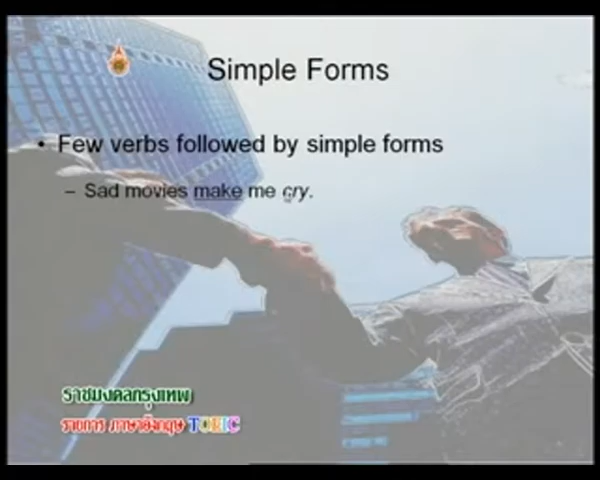 Simple Forms
• Few verbs followed by simple forms
– Sad movies make me cry.
ราชมงคลกรุงเทพ
รายการ ภาษาอังกฤษ TOEIC